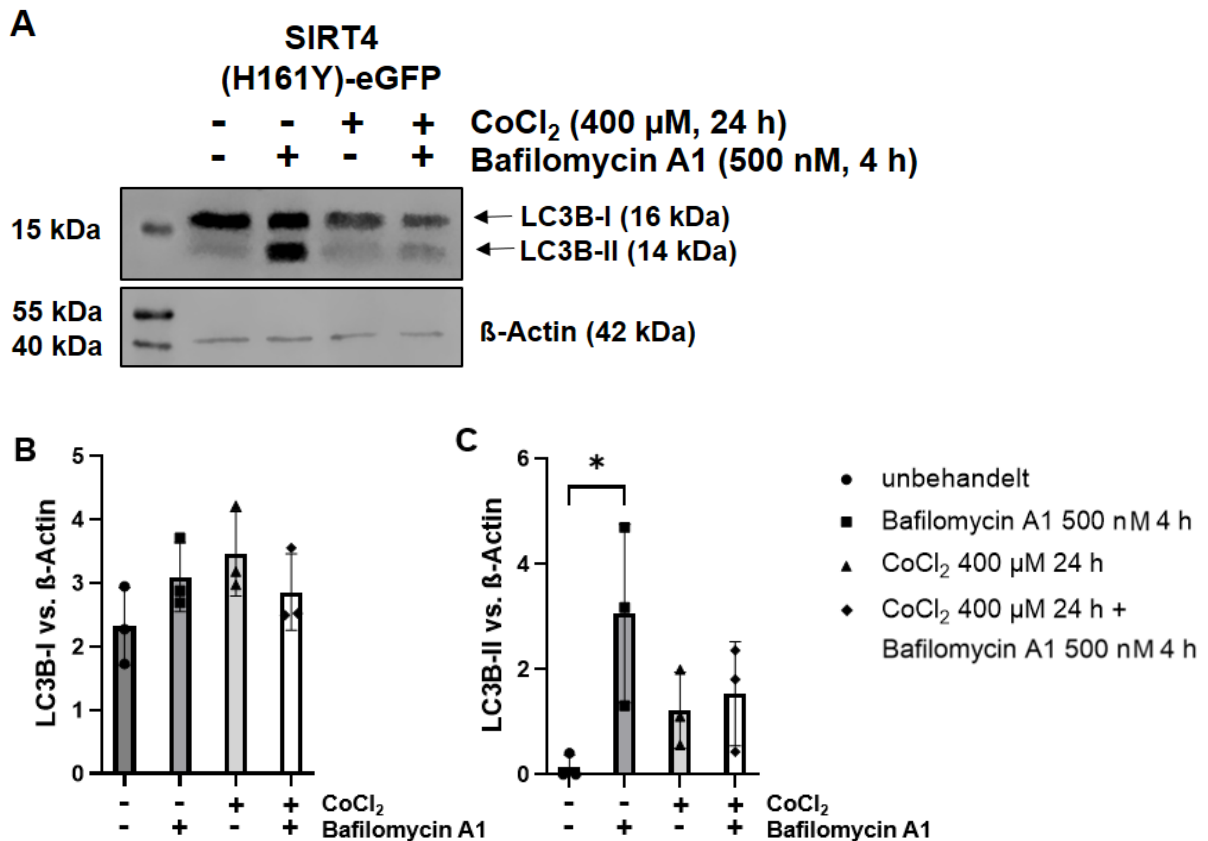 A
SIRT4
(H161Y)-eGFP
- - + + CoCl₂ (400 µM, 24 h)
- + - + Bafilomycin A1 (500 nM, 4 h)
15 kDa
LC3B-I (16 kDa)
LC3B-II (14 kDa)
55 kDa
40 kDa
ß-Actin (42 kDa)
B
LC3B-I vs. ß-Actin
5
4
3
2
1
0
- - + + CoCl₂
- + - + Bafilomycin A1
C
LC3B-II vs. ß-Actin
6
4
2
0
*
- - + + CoCl₂
- + - + Bafilomycin A1
unbehandelt
Bafilomycin A1 500 nM 4 h
CoCl₂ 400 µM 24 h
CoCl₂ 400 µM 24 h +
Bafilomycin A1 500 nM 4 h